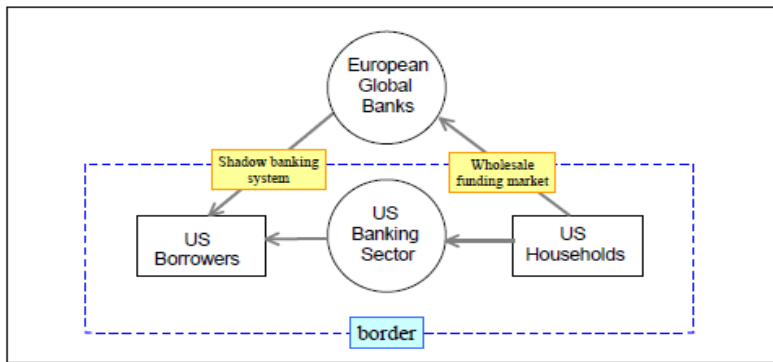 European
Global
Banks
Shadow banking
system
Wholesale
funding market
US
Borrowers
US
Banking
Sector
US
Households
border